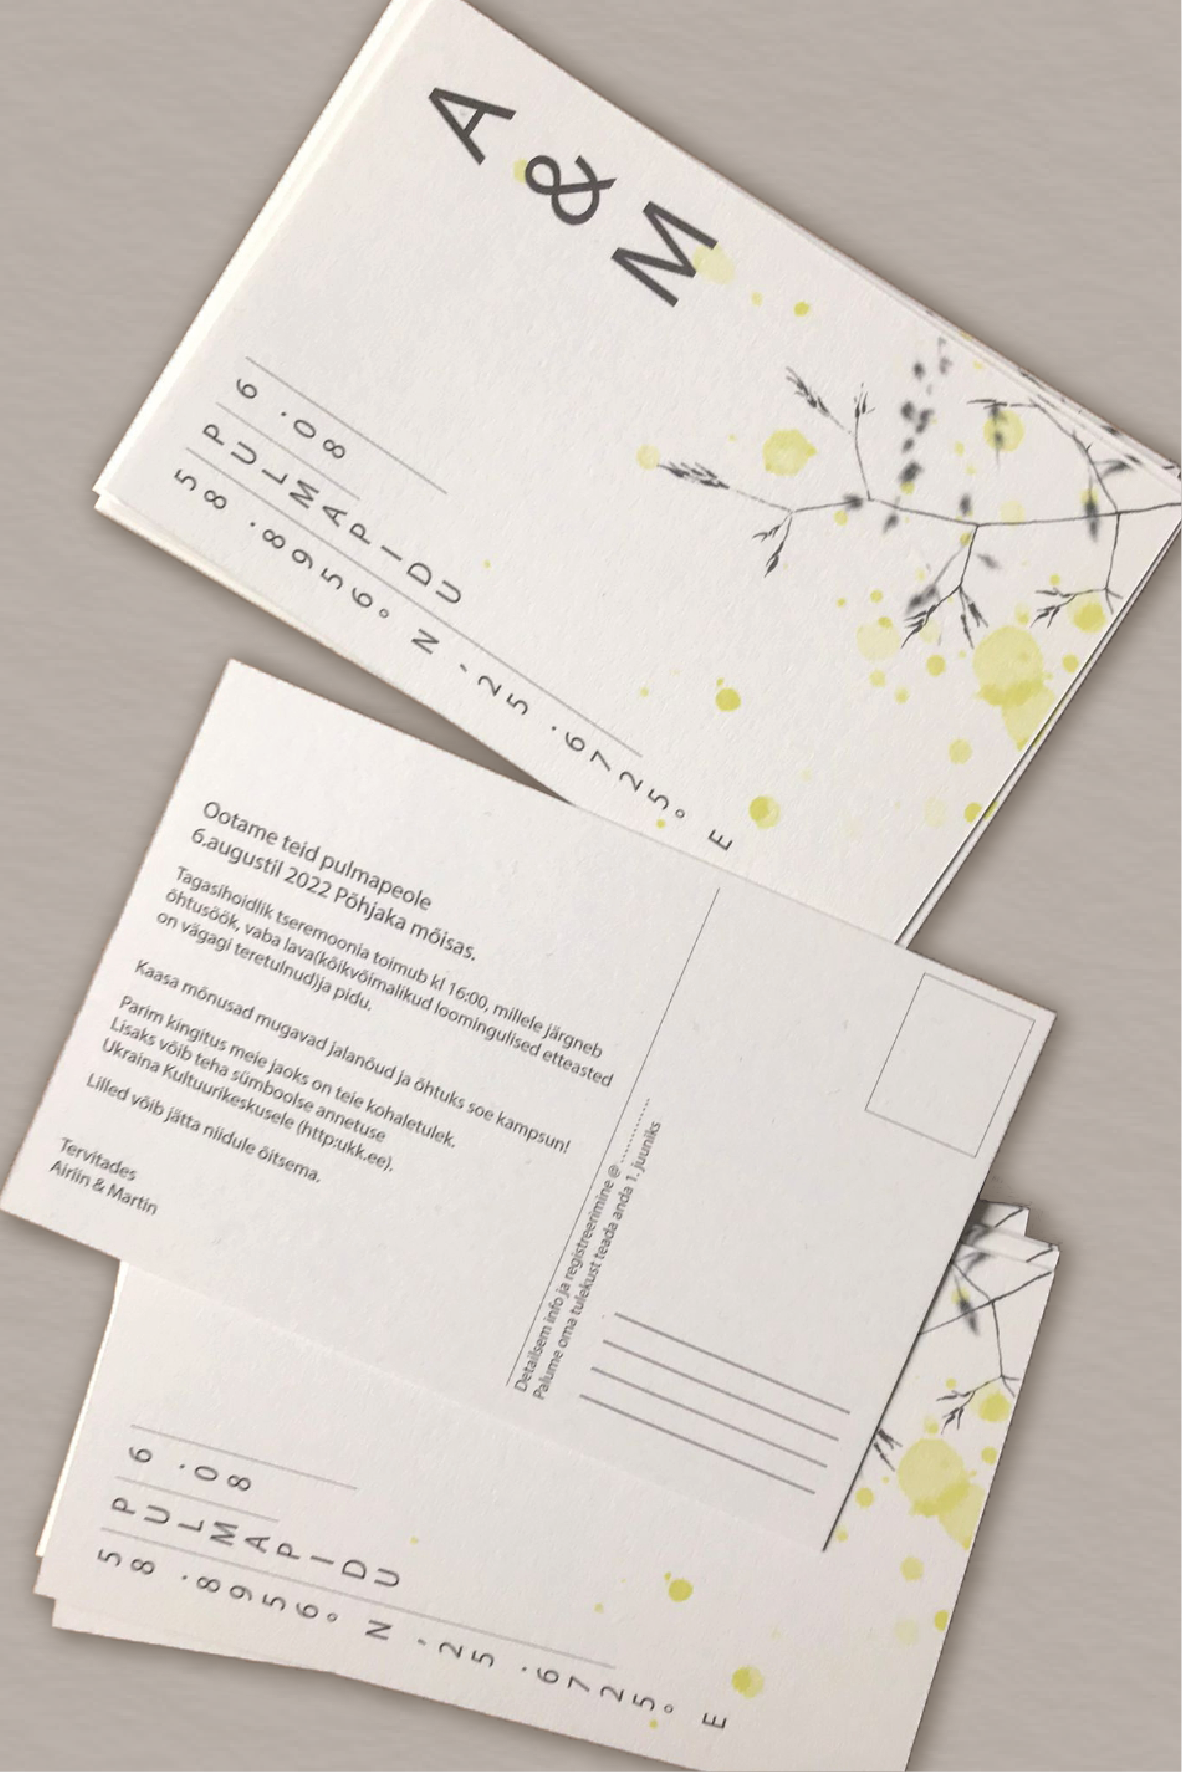 A
&
M
6.08
PULMAPIDU
58.8956° N, 25.6725° E
Ootame teid pulmapeole
6.augustil 2022 Põhjaka mõisas.
Tagasihoidlik tseremoonia toimub kl 16:00, millele järgneb
õhtusöök, vaba lava(kõikvõimalikud loomingulised etteasted
on vägagi teretulnud)ja pidu.
Kaasa mõnusad mugavad jalanõud ja õhtuks soe kampsun!
Parim kingitus meie jaoks on teie kohaletulek.
Lisaks võib teha sümboolse annetuse
Ukraina Kultuurikeskusele (http:ukk.ee).
Lilled võib jätta niidule õitsema.
Tervitades
Airiin & Martin
Detailsem info ja registreerimine @ ................
Palume oma tulekust teada anda 1. juuniks
6.08
PULMAPIDU
58.8956° N, 25.6725° E